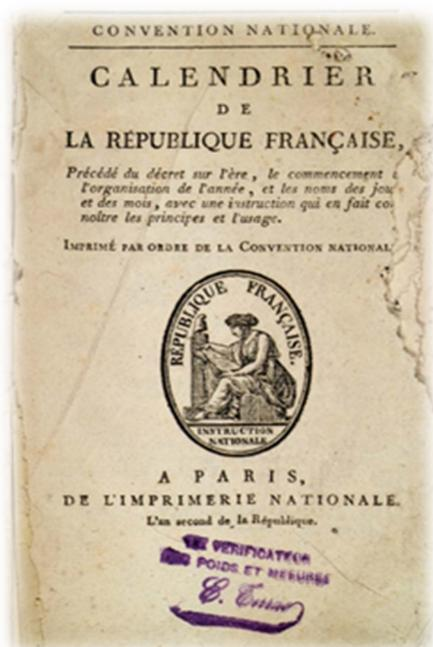 CONVENTION NATIONALE.
CALENDRIER
DE
LA RÉPUBLIQUE FRANÇAISE,
Précédé du décret sur l'ère, le commencement
l'organisation de l'année, et les noms des jou
et des mois, avec une instruction qui en fait co
noître les principes et l'usage.
IMPRIMÉ PAR ORDRE DE LA CONVENTION NATIONAL
RÉPUBLIQUE FRANÇAISE.
INSTRUCTION
NATIONALE
A PARIS,
DE L'IMPRIMERIE NATIONALE.
L'an second de la République.
VÉRIFICATEUR
POIDS ET MESURES